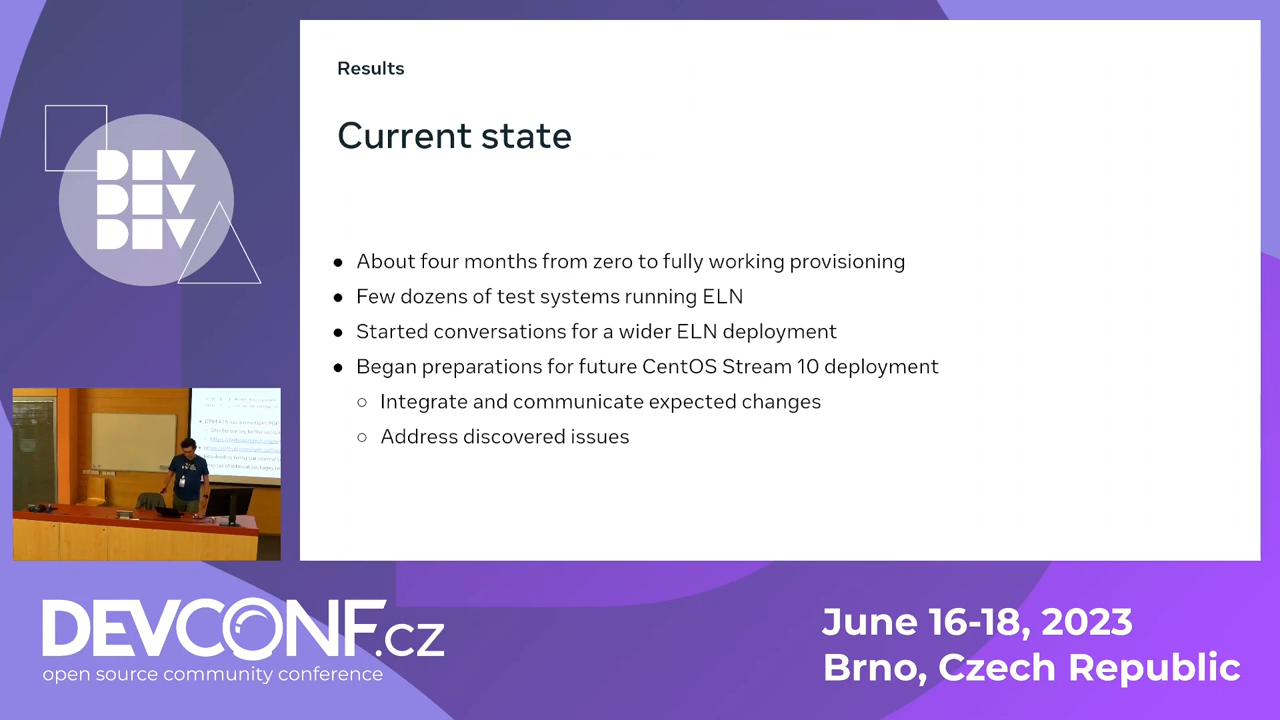 Results
Current state
● About four months from zero to fully working provisioning
● Few dozens of test systems running ELN
● Started conversations for a wider ELN deployment
● Began preparations for future CentOS Stream 10 deployment
○ Integrate and communicate expected changes
○ Address discovered issues
DEV
DEV
DEV
DEVCONF.cz
open source community conference
June 16-18, 2023
Brno, Czech Republic